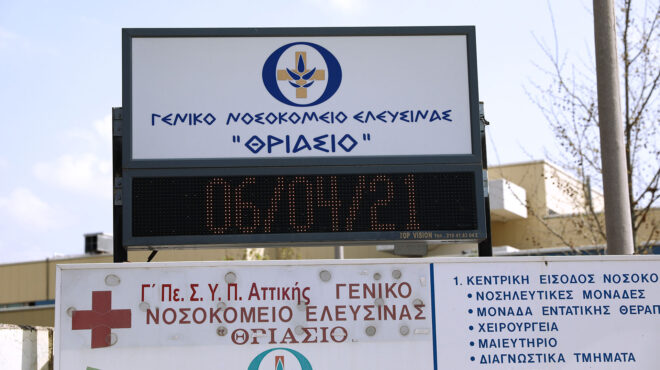 ΓΕΝΙΚΟ ΝΟΣΟΚΟΜΕΙΟ ΕΛΕΥΣΙΝΑΣ
"ΘΡΙΑΣΙΟ"
06/04/21
TOP VISION
Γ΄ Πε. Σ. Υ. Π. Αττικής ΓΕΝΙΚΟ
ΝΟΣΟΚΟΜΕΙΟ ΕΛΕΥΣΙΝΑΣ
ΘΡΙΑΣΙΟ
1. ΚΕΝΤΡΙΚΗ ΕΙΣΟΔΟΣ ΝΟΣΟΚΟ
• ΝΟΣΗΛΕΥΤΙΚΕΣ ΜΟΝΑΔΕΣ
• ΜΟΝΑΔΑ ΕΝΤΑΤΙΚΗΣ ΘΕΡΑΠ
• ΧΕΙΡΟΥΡΓΕΙΑ
• ΜΑΙΕΥΤΗΡΙΟ
• ΔΙΑΓΝΩΣΤΙΚΑ ΤΜΗΜΑΤΑ